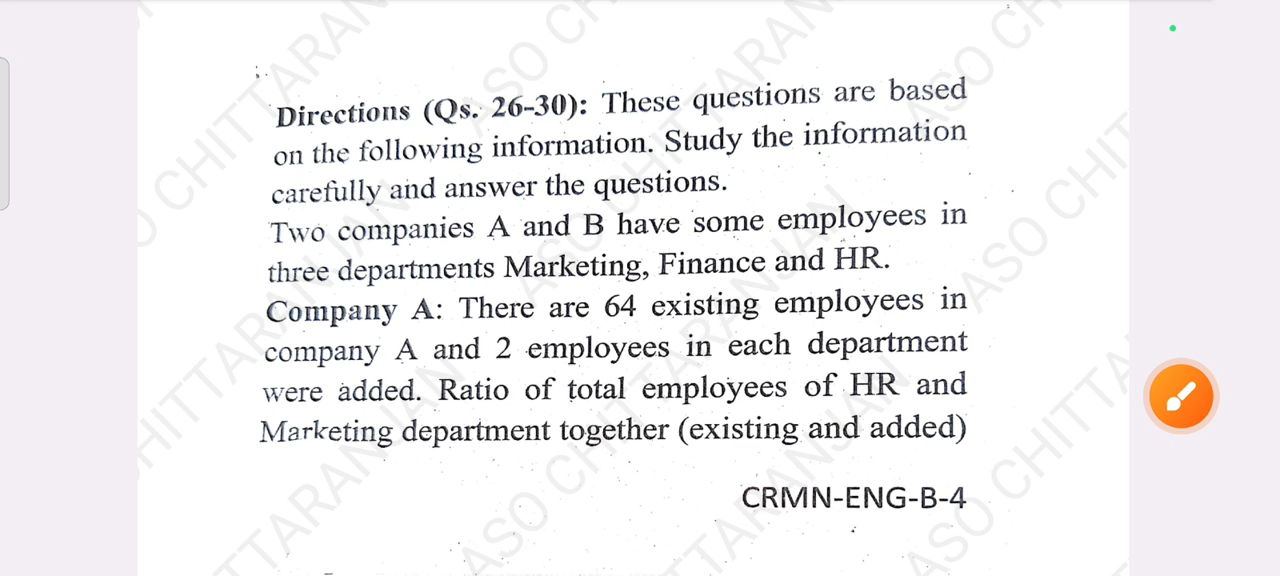 Directions (Qs. 26-30): These questions are based
on the following information. Study the information
carefully and answer the questions.
Two companies A and B have some employees in
three departments Marketing, Finance and HR.
Company A: There are 64 existing employees in
company A and 2 employees in each department
were added. Ratio of total employees of HR and
Marketing department together (existing and added)
CRMN-ENG-B-4
ASO CHITTARANJAN